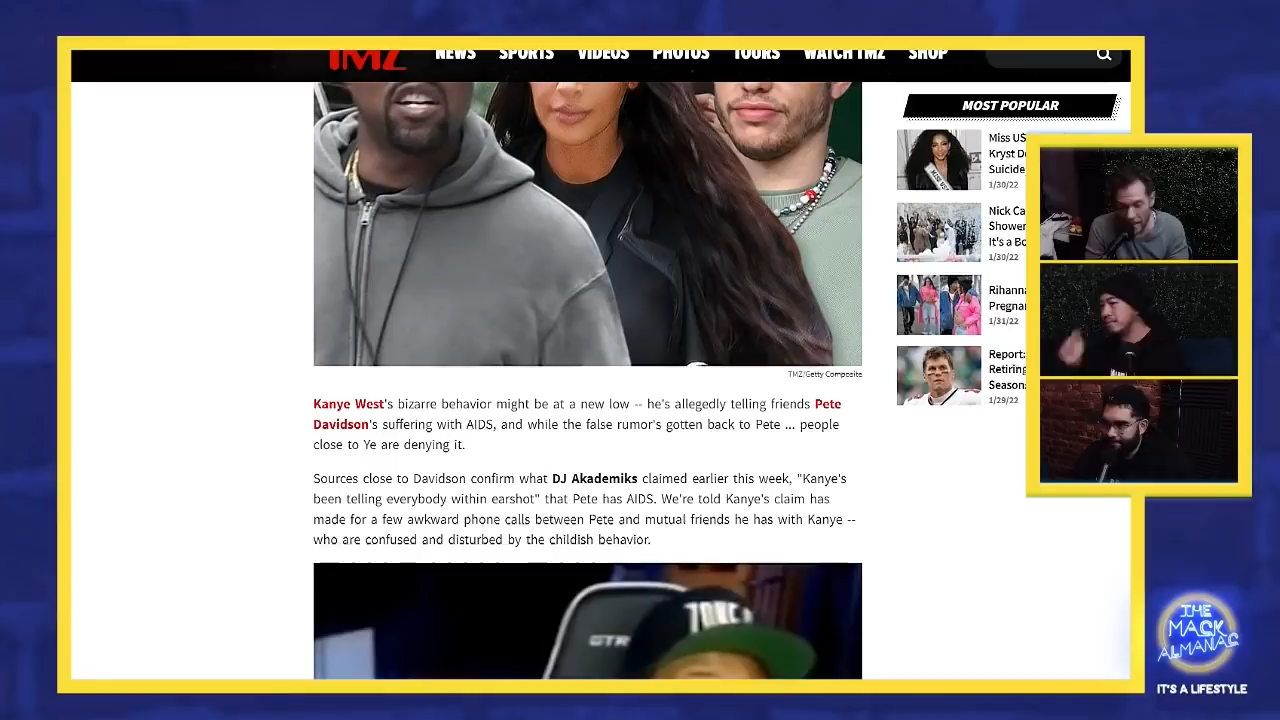 TMZ
NEWS SPORTS VIDEOS PHOTOS TOURS WATCH TMZ SHOP
TMZ/Getty Composite
Kanye West's bizarre behavior might be at a new low -- he's allegedly telling friends Pete
Davidson's suffering with AIDS, and while the false rumor's gotten back to Pete ... people
close to Ye are denying it.
Sources close to Davidson confirm what DJ Akademiks claimed earlier this week, "Kanye's
been telling everybody within earshot" that Pete has AIDS. We're told Kanye's claim has
made for a few awkward phone calls between Pete and mutual friends he has with Kanye --
who are confused and disturbed by the childish behavior.
GTR
MOST POPULAR
Miss US
Kryst
Suicide
1/30/22
Nick Ca
Shower
It's a Bo
1/30/22
Rihanna
Pregnan
1/31/22
Report:
Retiring
Season
1/29/22
MISS USA
THE
MACK
ALMANAC
IT'S A LIFESTYLE